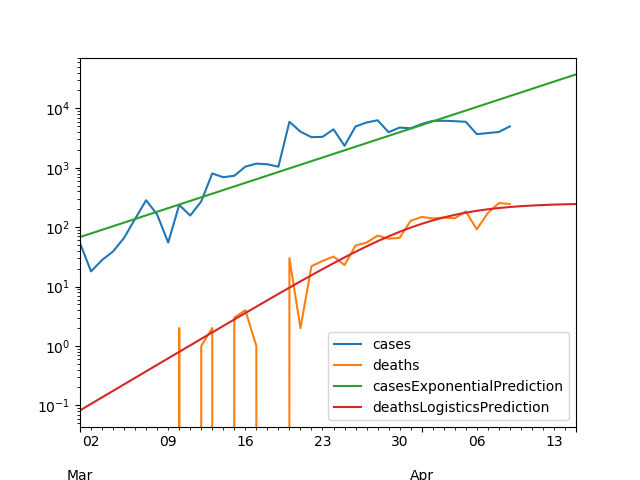 10^4
10^3
10^2
10^1
10^0
10^−1
cases
deaths
casesExponentialPrediction
deathsLogisticsPrediction
02 09 16 23 30 06 13
Mar Apr